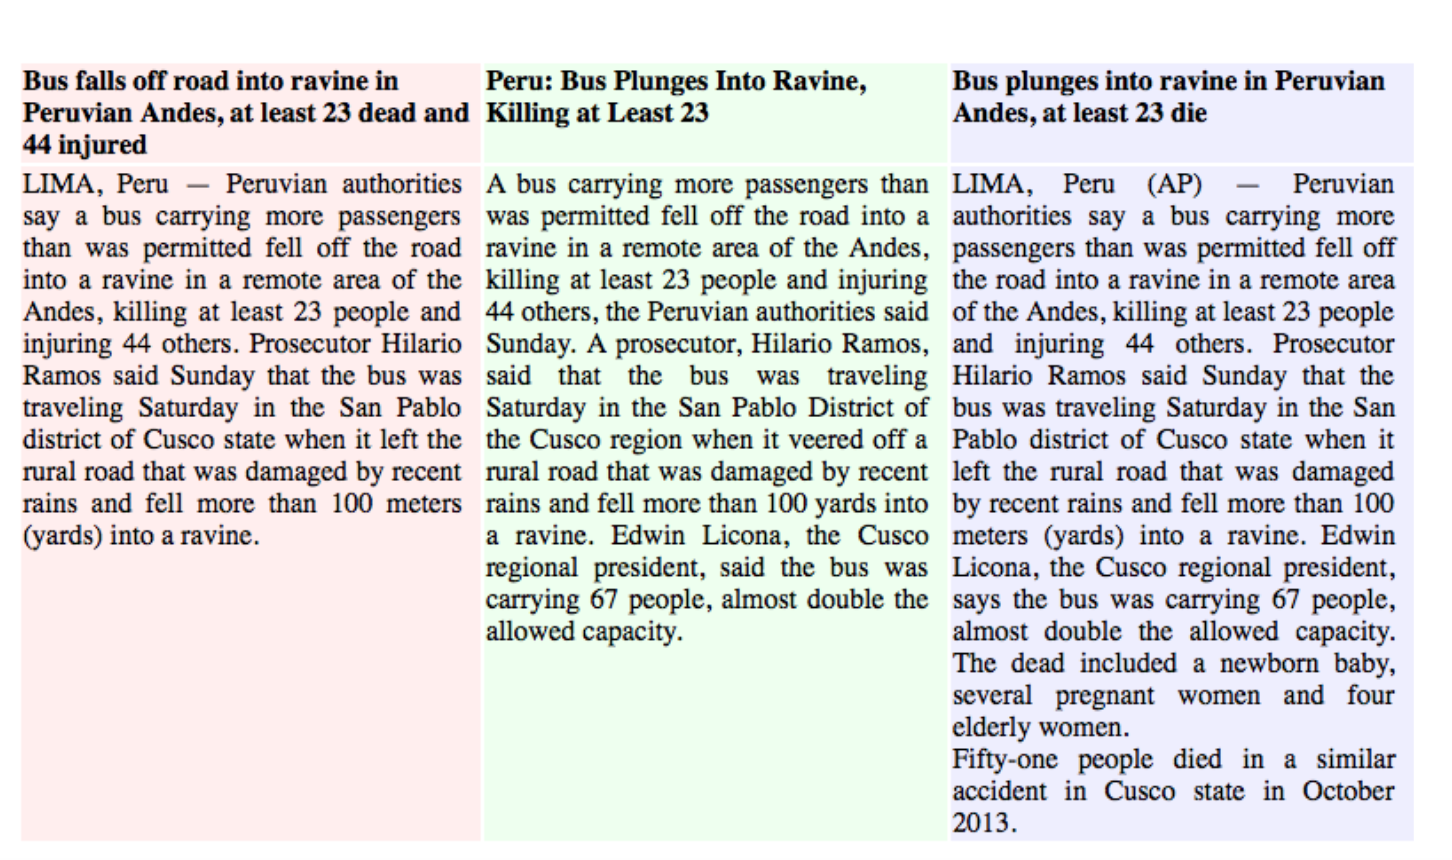 Bus falls off road into ravine in
Peruvian Andes, at least 23 dead and
44 injured
LIMA, Peru — Peruvian authorities
say a bus carrying more passengers
than was permitted fell off the road
into a ravine in a remote area of the
Andes, killing at least 23 people and
injuring 44 others. Prosecutor Hilario
Ramos said Sunday that the bus was
traveling Saturday in the San Pablo
district of Cusco state when it left the
rural road that was damaged by recent
rains and fell more than 100 meters
(yards) into a ravine.
Peru: Bus Plunges Into Ravine,
Killing at Least 23
A bus carrying more passengers than
was permitted fell off the road into a
ravine in a remote area of the Andes,
killing at least 23 people and injuring
44 others, the Peruvian authorities said
Sunday. A prosecutor, Hilario Ramos,
said that the bus was traveling
Saturday in the San Pablo District of
the Cusco region when it veered off a
rural road that was damaged by recent
rains and fell more than 100 yards into
a ravine. Edwin Licona, the Cusco
regional president, said the bus was
carrying 67 people, almost double the
allowed capacity.
Bus plunges into ravine in Peruvian
Andes, at least 23 die
LIMA, Peru (AP) — Peruvian
authorities say a bus carrying more
passengers than was permitted fell off
the road into a ravine in a remote area
of the Andes, killing at least 23 people
and injuring 44 others. Prosecutor
Hilario Ramos said Sunday that the
bus was traveling Saturday in the San
Pablo district of Cusco state when it
left the rural road that was damaged
by recent rains and fell more than 100
meters (yards) into a ravine. Edwin
Licona, the Cusco regional president,
says the bus was carrying 67 people,
almost double the allowed capacity.
The dead included a newborn baby,
several pregnant women and four
elderly women.
Fifty-one people died in a similar
accident in Cusco state in October
2013.